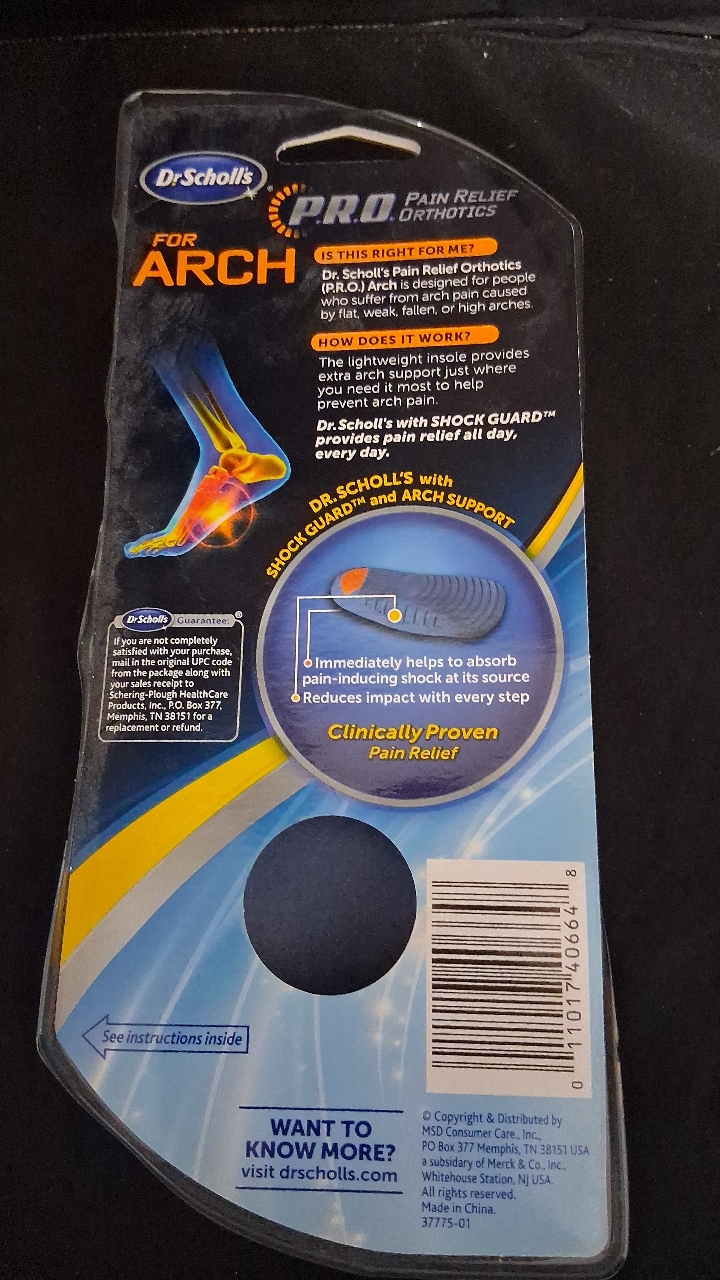 Dr.Scholl's®
P.R.O. PAIN RELIEF
ORTHOTICS
FOR
ARCH
IS THIS RIGHT FOR ME?
Dr. Scholl's Pain Relief Orthotics
(P.R.O.) Arch is designed for people
who suffer from arch pain caused
by flat, weak, fallen, or high arches.
HOW DOES IT WORK?
The lightweight insole provides
extra arch support just where
you need it most to help
prevent arch pain.
Dr. Scholl's with SHOCK GUARD™
provides pain relief all day,
every day.
DR. SCHOLL'S with
SHOCK GUARD™ and ARCH SUPPORT
Immediately helps to absorb
pain-inducing shock at its source
Reduces impact with every step
Clinically Proven
Pain Relief
Dr.Scholl's Guarantee:®
If you are not completely
satisfied with your purchase,
mail in the original UPC code
from the package along with
your sales receipt to
Schering-Plough HealthCare
Products, Inc., P.O. Box 377,
Memphis, TN 38151 for a
replacement or refund.
0 11017 40664 8
See instructions inside
WANT TO
KNOW MORE?
visit drscholls.com
© Copyright & Distributed by
MSD Consumer Care., Inc.,
PO Box 377 Memphis, TN 38151 USA
a subsidary of Merck & Co., Inc.,
Whitehouse Station, NJ USA.
All rights reserved.
Made in China.
37775-01